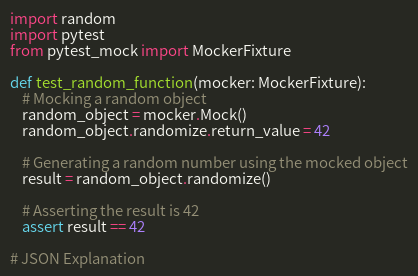 import random
import pytest
from pytest_mock import MockerFixture

def test_random_function(mocker: MockerFixture):
    # Mocking a random object
    random_object = mocker.Mock()
    random_object.randomize.return_value = 42

    # Generating a random number using the mocked object
    result = random_object.randomize()

    # Asserting the result is 42
    assert result == 42

# JSON Explanation